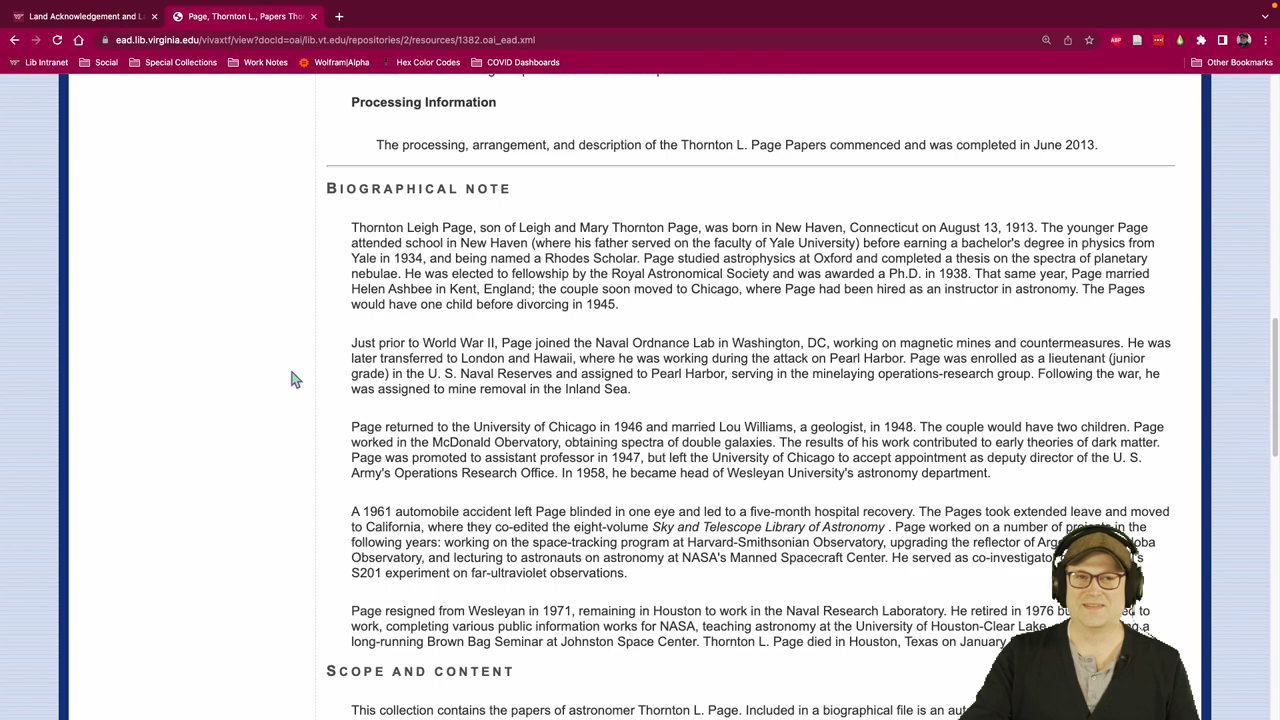 Land Acknowledgement and L
Page, Thornton L., Papers Tho
ead.lib.virginia.edu/vivaxtf/view?docId=oai/lib.vt.edu/repositories/2/resources/1382.oai_ead.xml
Lib Intranet Social Special Collections Work Notes Wolfram|Alpha Hex Color Codes COVID Dashboards Other Bookmarks
Processing Information
The processing, arrangement, and description of the Thornton L. Page Papers commenced and was completed in June 2013.
BIOGRAPHICAL NOTE
Thornton Leigh Page, son of Leigh and Mary Thornton Page, was born in New Haven, Connecticut on August 13, 1913. The younger Page
attended school in New Haven (where his father served on the faculty of Yale University) before earning a bachelor's degree in physics from
Yale in 1934, and being named a Rhodes Scholar. Page studied astrophysics at Oxford and completed a thesis on the spectra of planetary
nebulae. He was elected to fellowship by the Royal Astronomical Society and was awarded a Ph.D. in 1938. That same year, Page married
Helen Ashbee in Kent, England; the couple soon moved to Chicago, where Page had been hired as an instructor in astronomy. The Pages
would have one child before divorcing in 1945.
Just prior to World War II, Page joined the Naval Ordnance Lab in Washington, DC, working on magnetic mines and countermeasures. He was
later transferred to London and Hawaii, where he was working during the attack on Pearl Harbor. Page was enrolled as a lieutenant (junior
grade) in the U. S. Naval Reserves and assigned to Pearl Harbor, serving in the minelaying operations-research group. Following the war, he
was assigned to mine removal in the Inland Sea.
Page returned to the University of Chicago in 1946 and married Lou Williams, a geologist, in 1948. The couple would have two children. Page
worked in the McDonald Obervatory, obtaining spectra of double galaxies. The results of his work contributed to early theories of dark matter.
Page was promoted to assistant professor in 1947, but left the University of Chicago to accept appointment as deputy director of the U. S.
Army's Operations Research Office. In 1958, he became head of Wesleyan University's astronomy department.
A 1961 automobile accident left Page blinded in one eye and led to a five-month hospital recovery. The Pages took extended leave and moved
to California, where they co-edited the eight-volume Sky and Telescope Library of Astronomy . Page worked on a number of projects in the
following years: working on the space-tracking program at Harvard-Smithsonian Observatory, upgrading the reflector of
Observatory, and lecturing to astronauts on astronomy at NASA's Manned Spacecraft Center. He served as
S201 experiment on far-ultraviolet observations.
Page resigned from Wesleyan in 1971, remaining in Houston to work in the Naval Research Laboratory. He retired in 1976 to
work, completing various public information works for NASA, teaching astronomy at the University of Houston-Clear Lake, a
long-running Brown Bag Seminar at Johnston Space Center. Thornton L. Page died in Houston, Texas on January
SCOPE AND CONTENT
This collection contains the papers of astronomer Thornton L. Page. Included in a biographical file is an